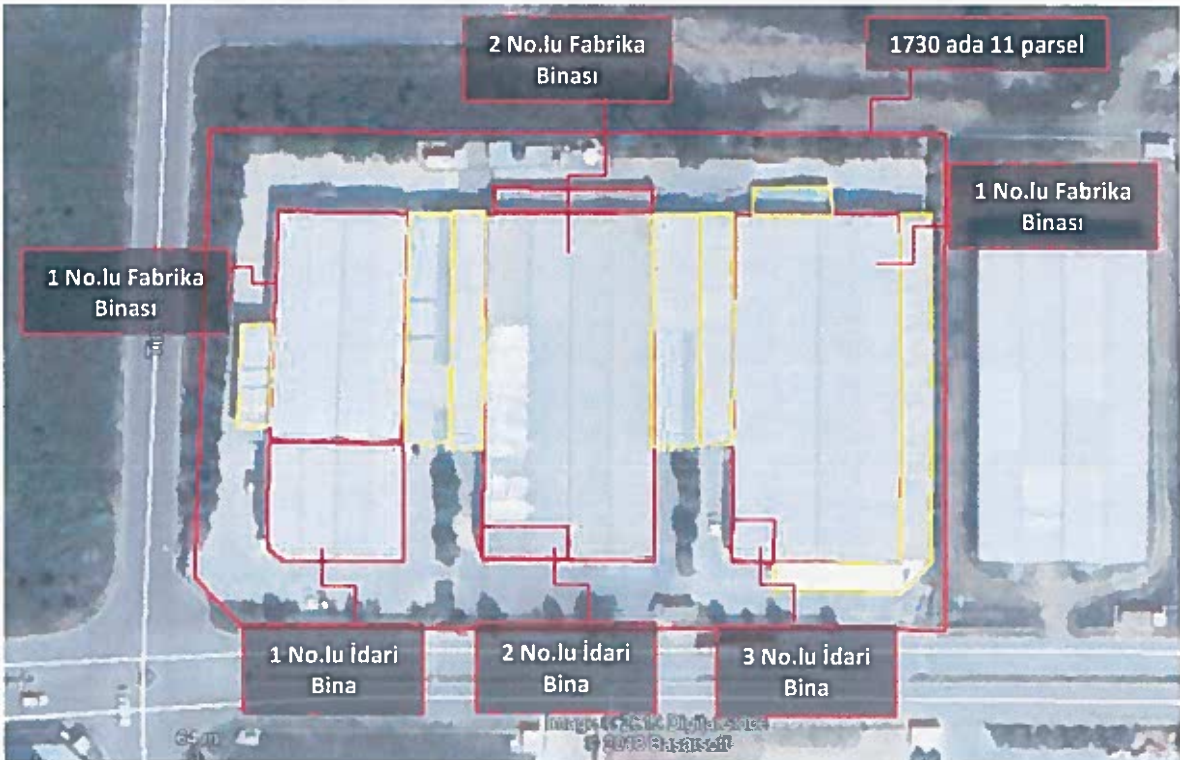 2 No.lu Fabrika
Binası
1730 ada 11 parsel
1 No.lu Fabrika
Binası
1 No.lu Fabrika
Binası
1 No.lu İdari
Bina
2 No.lu İdari
Bina
3 No.lu İdari
Bina